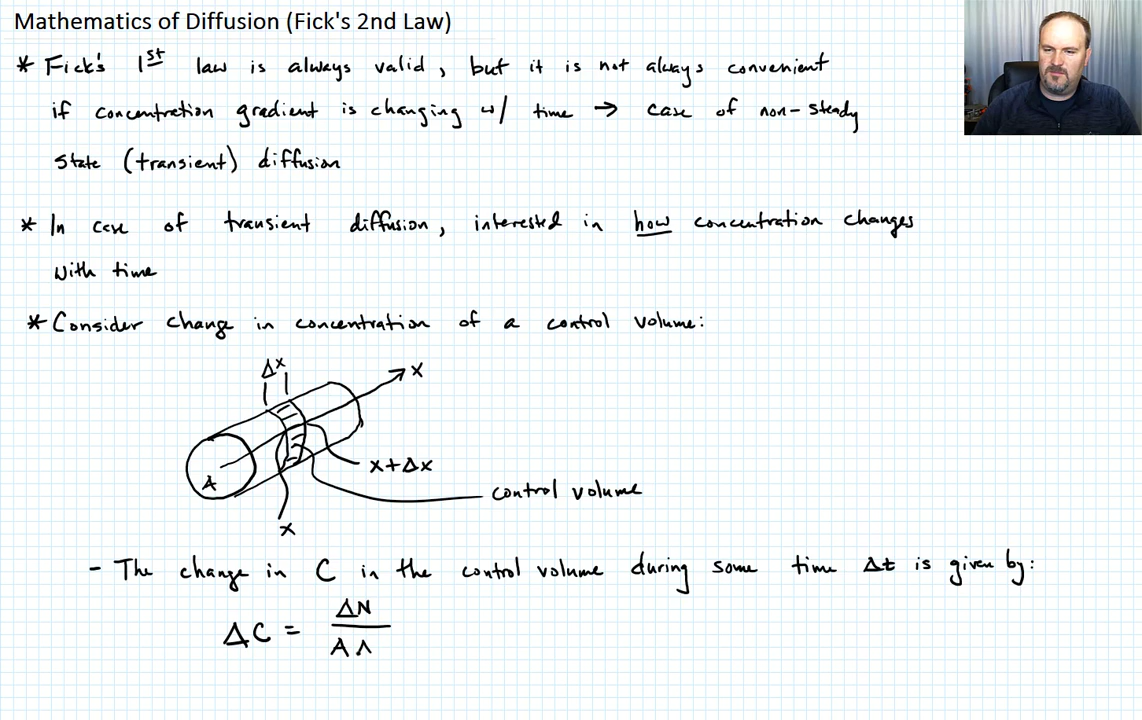 Mathematics of Diffusion (Fick's 2nd Law)
* Fick's 1st law is always valid, but it is not always convenient
if concentration gradient is changing w/ time → case of non-steady
state (transient) diffusion
* In case of transient diffusion, interested in how concentration changes
with time
* Consider change in concentration of a control volume:
Δx
x
A
x+Δx
control volume
x
- The change in C in the control volume during some time Δt is given by:
ΔC = ΔN
A Λ